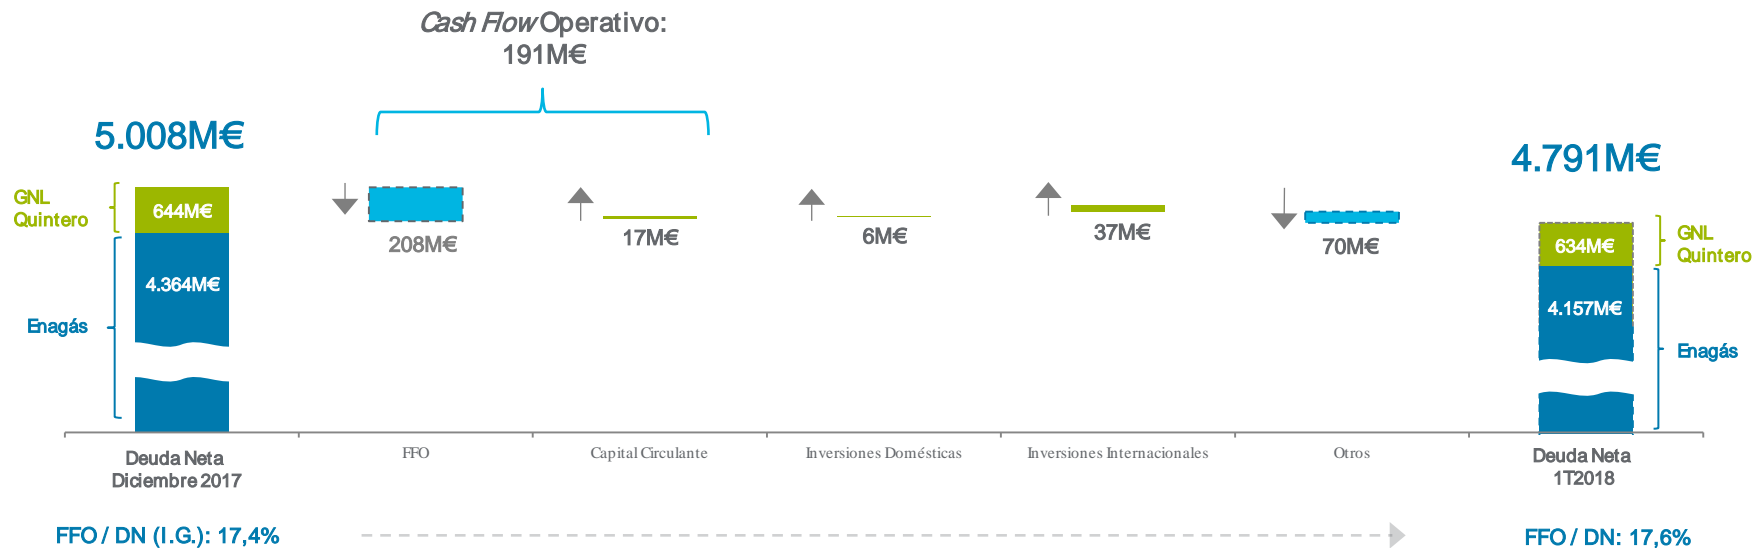 Cash Flow Operativo:
191M€
5.008M€
4.791M€
GNL
Quintero
644M€
4.364M€
Enagás
208M€
17M€
6M€
37M€
70M€
634M€
4.157M€
GNL
Quintero
Enagás
Deuda Neta
Diciembre 2017
FFO
Capital Circulante
Inversiones Domésticas
Inversiones Internacionales
Otros
Deuda Neta
1T2018
FFO / DN (I.G.): 17,4%
FFO / DN: 17,6%